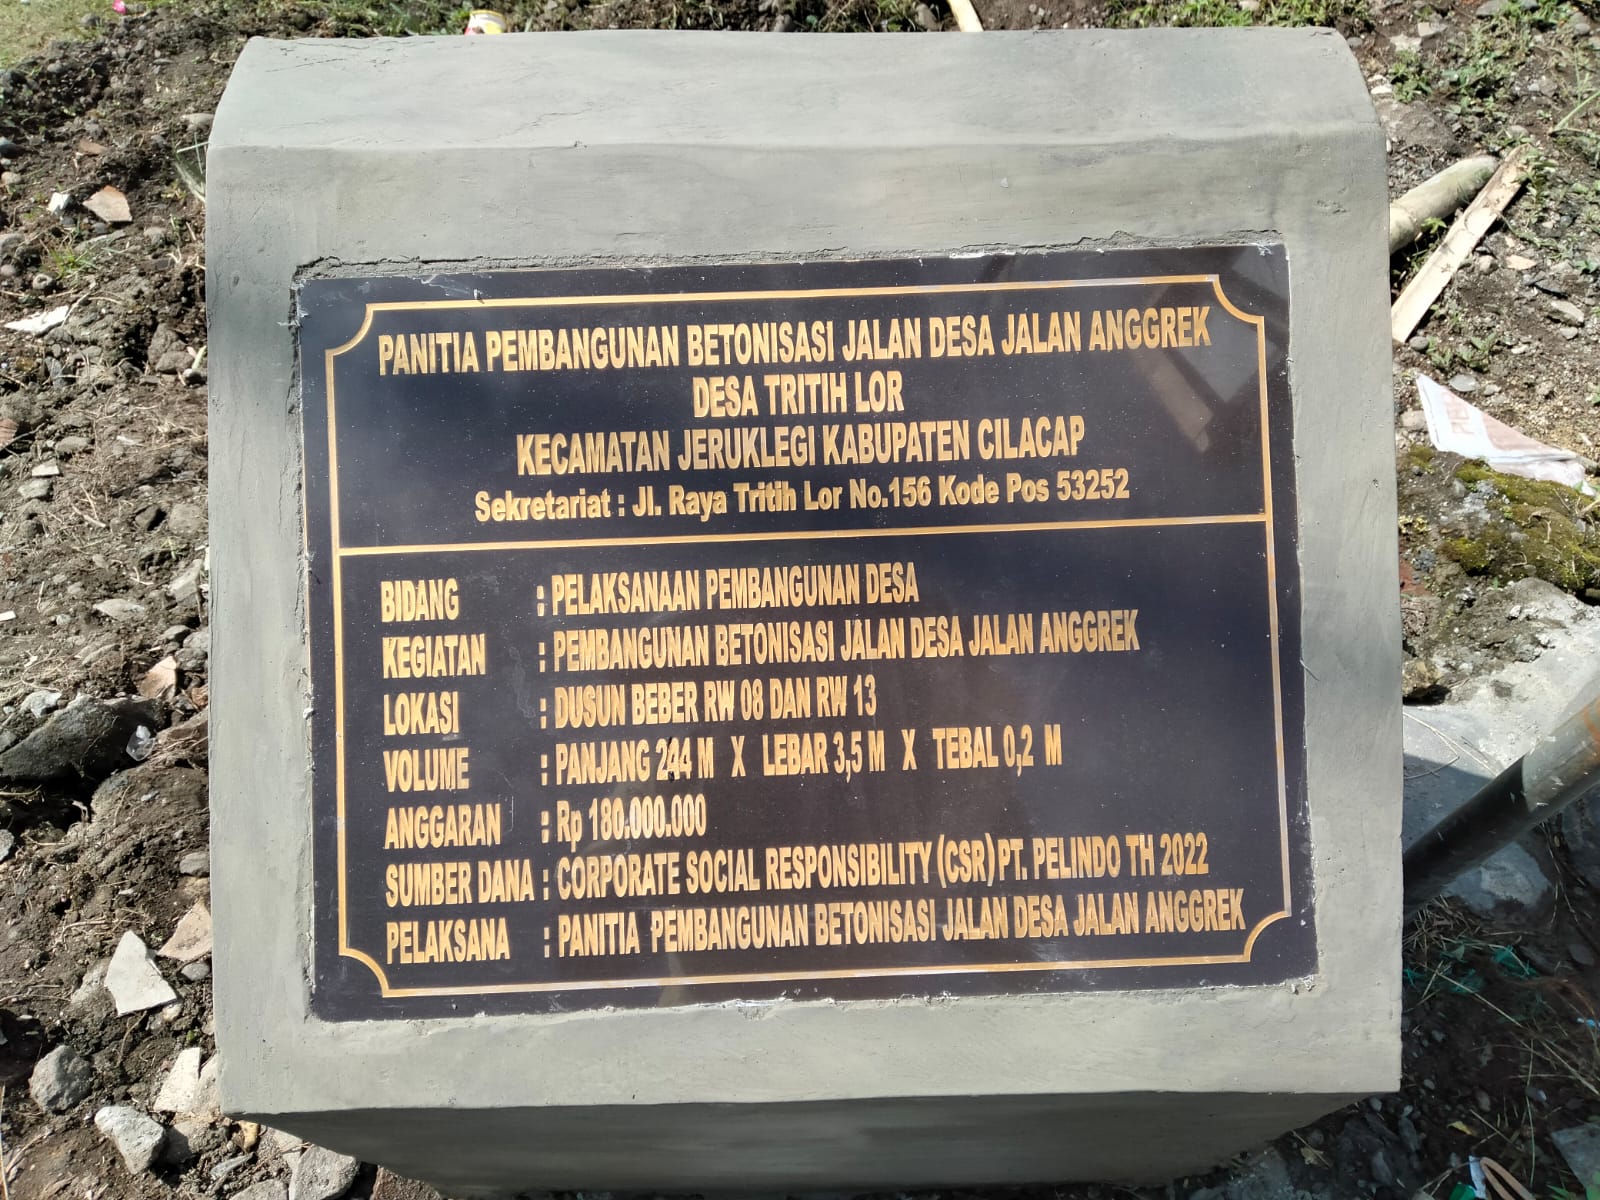 PANITIA PEMBANGUNAN BETONISASI JALAN DESA JALAN ANGGREK
DESA TRITIH LOR
KECAMATAN JERUKLEGI KABUPATEN CILACAP
Sekretariat : Jl. Raya Tritih Lor No.156 Kode Pos 53252
BIDANG : PELAKSANAAN PEMBANGUNAN DESA
KEGIATAN : PEMBANGUNAN BETONISASI JALAN DESA JALAN ANGGREK
LOKASI : DUSUN BEBER RW 08 DAN RW 13
VOLUME : PANJANG 244 M X LEBAR 3,5 M X TEBAL 0,2 M
ANGGARAN : Rp 180.000.000
SUMBER DANA : CORPORATE SOCIAL RESPONSIBILITY (CSR) PT. PELINDO TH 2022
PELAKSANA : PANITIA PEMBANGUNAN BETONISASI JALAN DESA JALAN ANGGREK